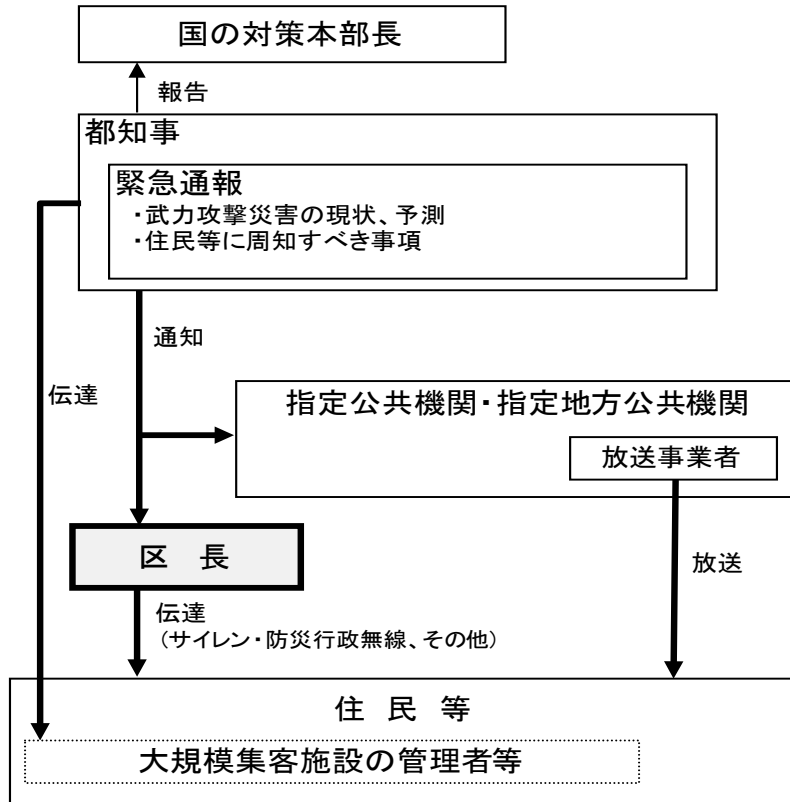 国の対策本部長
報告
都知事
緊急通報
・武力攻撃災害の現状、予測
・住民等に周知すべき事項
通知
伝達
指定公共機関・指定地方公共機関
放送事業者
区　長
放送
伝達
（サイレン・防災行政無線、その他）
住　民　等
大規模集客施設の管理者等